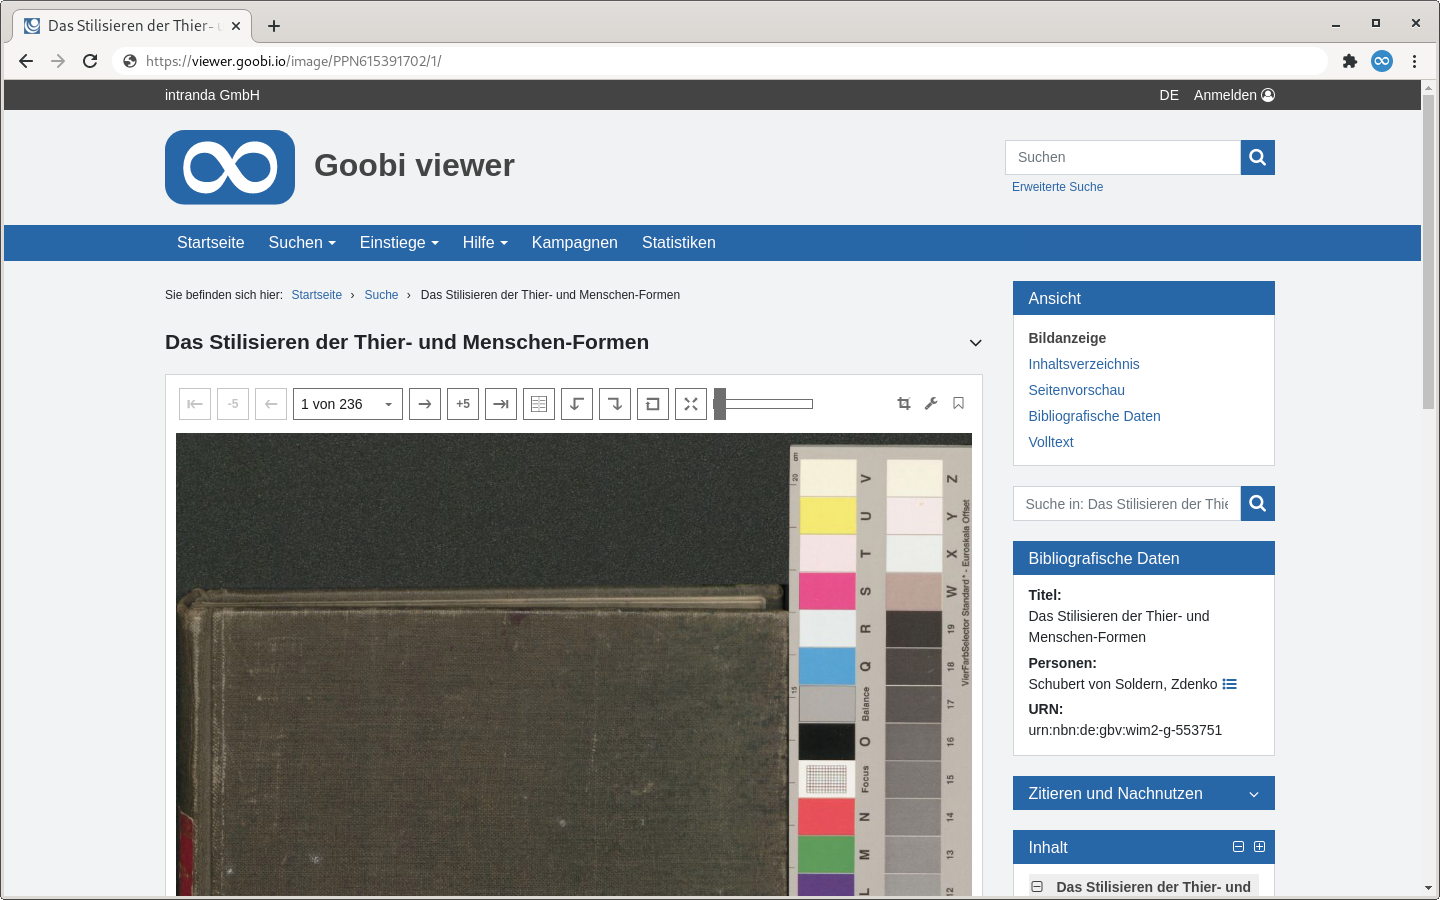 Das Stilisieren der Thier-
https://viewer.goobi.io/image/PPN615391702/1/
intranda GmbH
DE
Anmelden
Goobi viewer
Suchen
Erweiterte Suche
Startseite
Suchen
Einstiege
Hilfe
Kampagnen
Statistiken
Sie befinden sich hier: Startseite › Suche › Das Stilisieren der Thier- und Menschen-Formen
Das Stilisieren der Thier- und Menschen-Formen
-5
1 von 236
+5
cm
20
15
V
U
T
S
R
Q
Balance
O
Focus
N
M
L
Z
Y
X
W
19
18
17
16
15
14
13
12
VierFarbSelector Standard* - Euroskala Offset
Ansicht
Bildanzeige
Inhaltsverzeichnis
Seitenvorschau
Bibliografische Daten
Volltext
Suche in: Das Stilisieren der Thie
Bibliografische Daten
Titel:
Das Stilisieren der Thier- und
Menschen-Formen
Personen:
Schubert von Soldern, Zdenko
URN:
urn:nbn:de:gbv:wim2-g-553751
Zitieren und Nachnutzen
Inhalt
Das Stilisieren der Thier- und